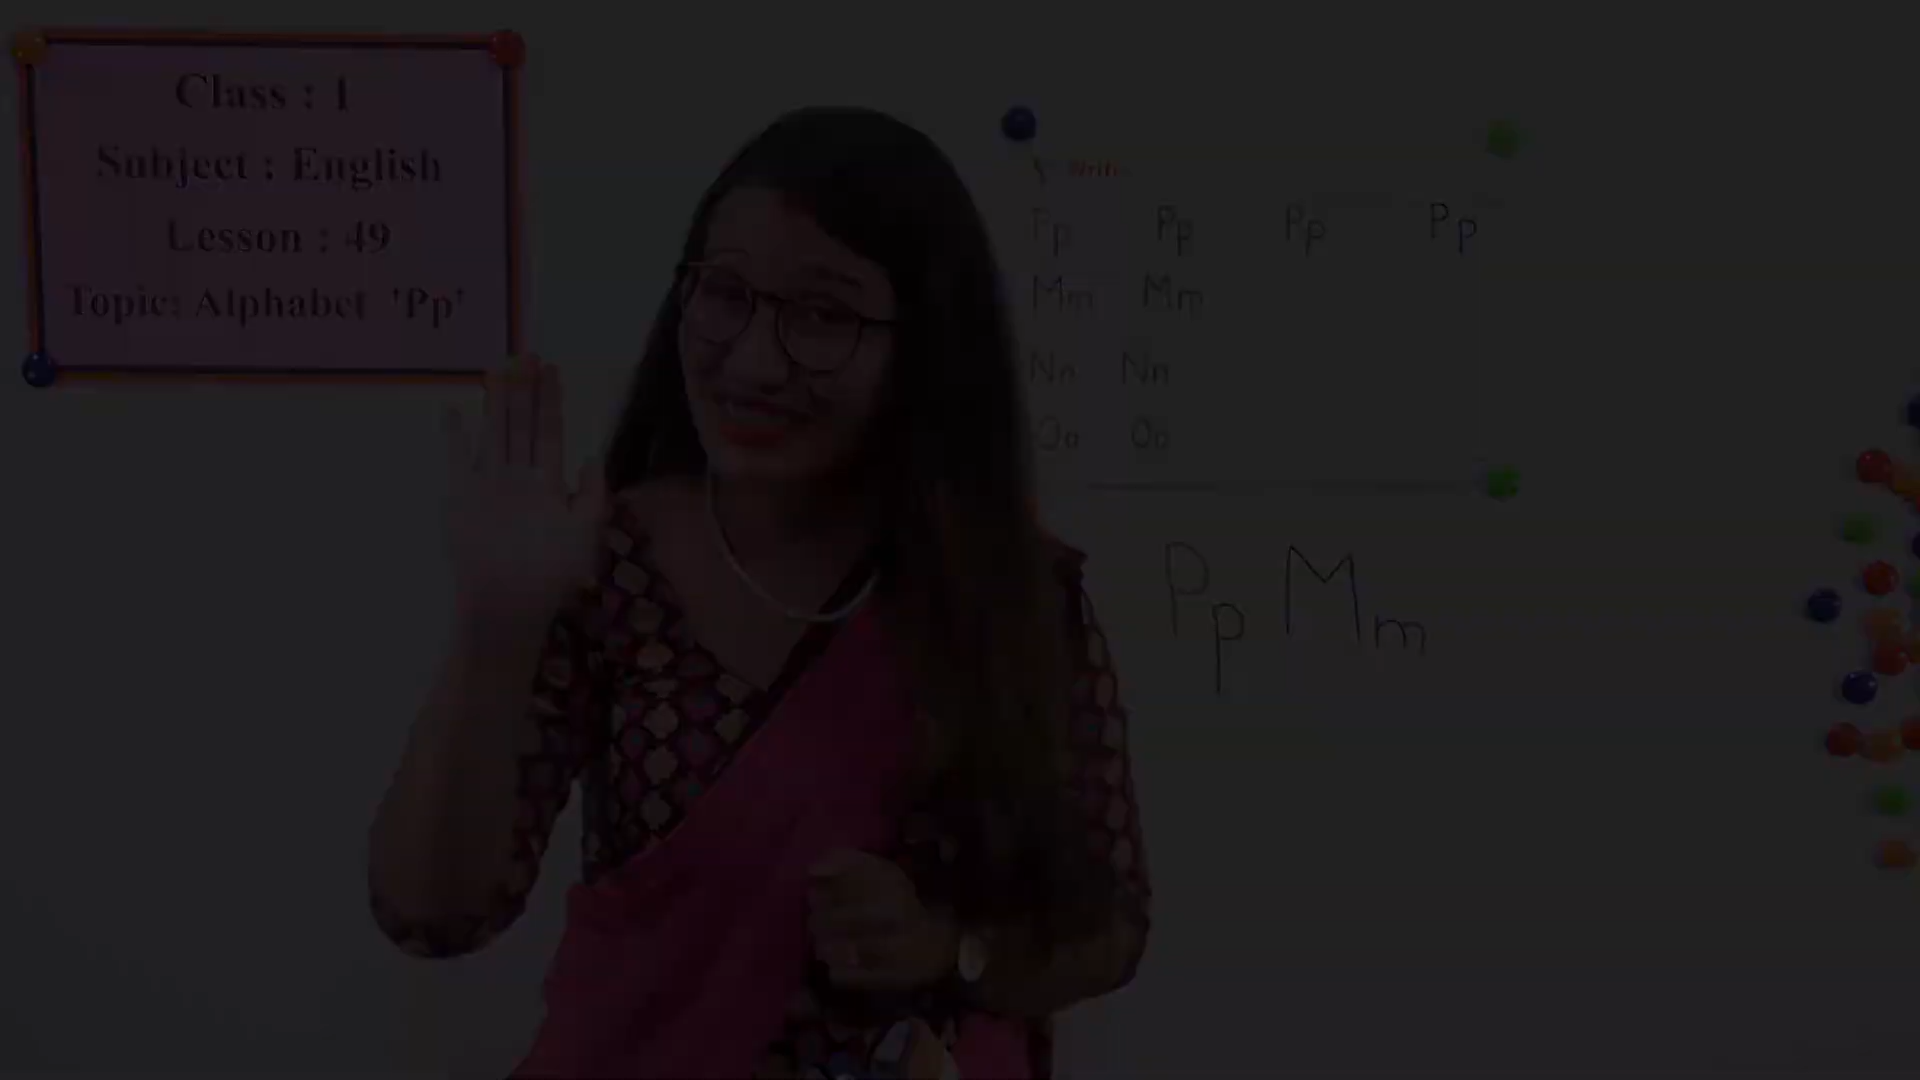 Class : 1
Subject : English
Lesson : 49
Topic: Alphabet 'Pp'
Write
Pp Pp Pp Pp
Mm Mm
Nn Nn
Oo Oo
Pp Mm